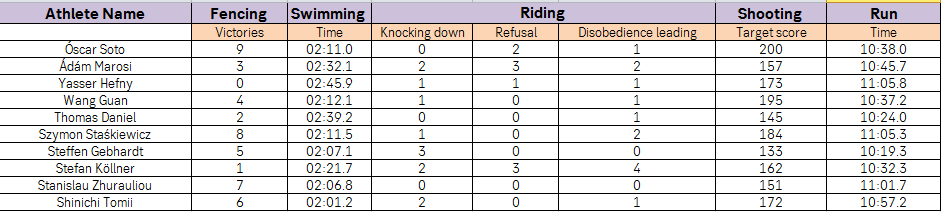 Athlete Name Fencing Swimming Riding Shooting Run
Victories Time Knocking down Refusal Disobedience leading Target score Time
Óscar Soto 9 02:11.0 0 2 1 200 10:38.0
Ádám Marosi 3 02:32.1 2 3 2 157 10:45.7
Yasser Hefny 0 02:45.9 1 1 1 173 11:05.8
Wang Guan 4 02:12.1 1 0 1 195 10:37.2
Thomas Daniel 2 02:39.2 0 0 1 145 10:24.0
Szymon Staśkiewicz 8 02:11.5 1 0 2 184 11:05.3
Steffen Gebhardt 5 02:07.1 3 0 0 133 10:19.3
Stefan Köllner 1 02:21.7 2 3 4 162 10:32.3
Stanislau Zhurauliou 7 02:06.8 0 0 0 151 11:01.7
Shinichi Tomii 6 02:01.2 2 0 1 172 10:57.2